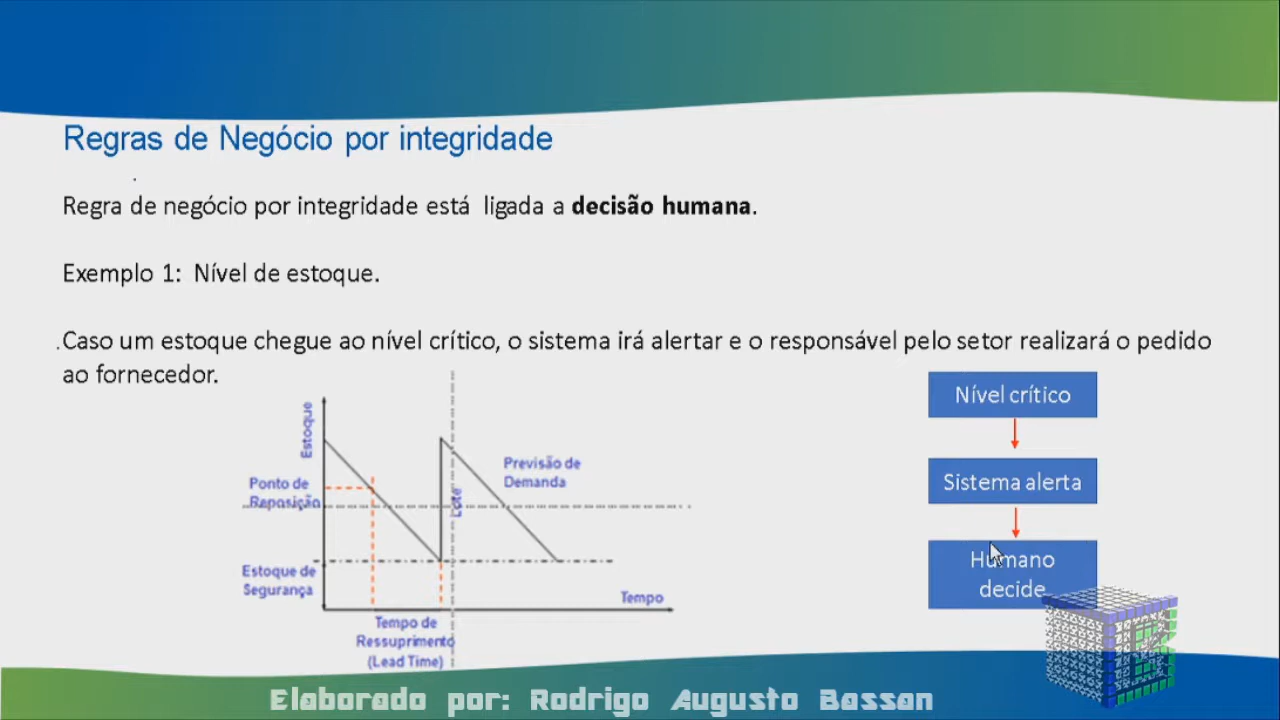 Regras de Negócio por integridade
Regra de negócio por integridade está ligada a decisão humana.
Exemplo 1: Nível de estoque.
Caso um estoque chegue ao nível crítico, o sistema irá alertar e o responsável pelo setor realizará o pedido
ao fornecedor.
Estoque
Ponto de
Reposição
Lote
Previsão de
Demanda
Estoque de
Segurança
Tempo
Tempo de
Ressuprimento
(Lead Time)
Nível crítico
Sistema alerta
Humano
decide
Elaborado por: Rodrigo Augusto Bassan